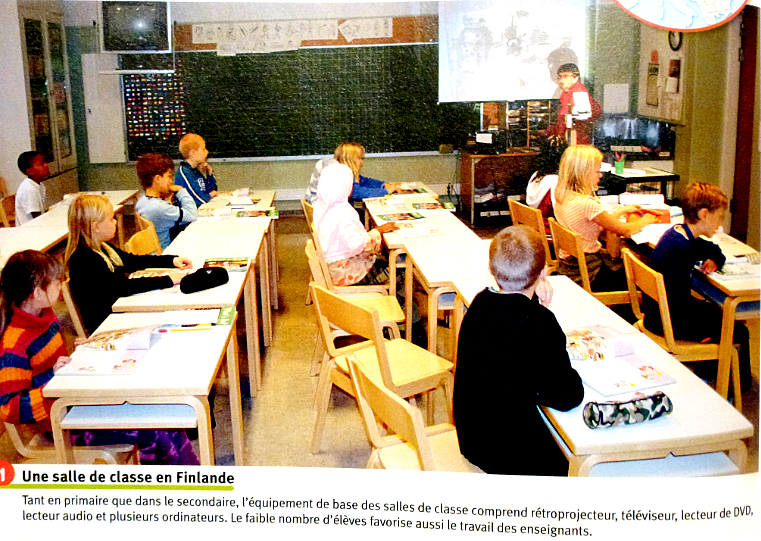 1 Une salle de classe en Finlande
Tant en primaire que dans le secondaire, l'équipement de base des salles de classe comprend rétroprojecteur, téléviseur, lecteur de DVD,
lecteur audio et plusieurs ordinateurs. Le faible nombre d'élèves favorise aussi le travail des enseignants.